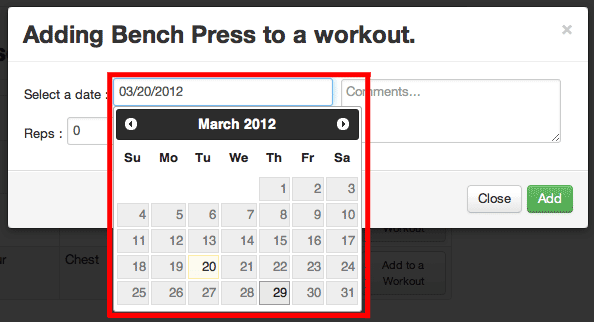 Adding Bench Press to a workout.
×
Select a date :
03/20/2012
Comments...
Reps :
0
March 2012
Su Mo Tu We Th Fr Sa
1 2 3
4 5 6 7 8 9 10
11 12 13 14 15 16 17
18 19 20 21 22 23 24
25 26 27 28 29 30 31
Close
Add
Workout
Chest
Add to a
Workout